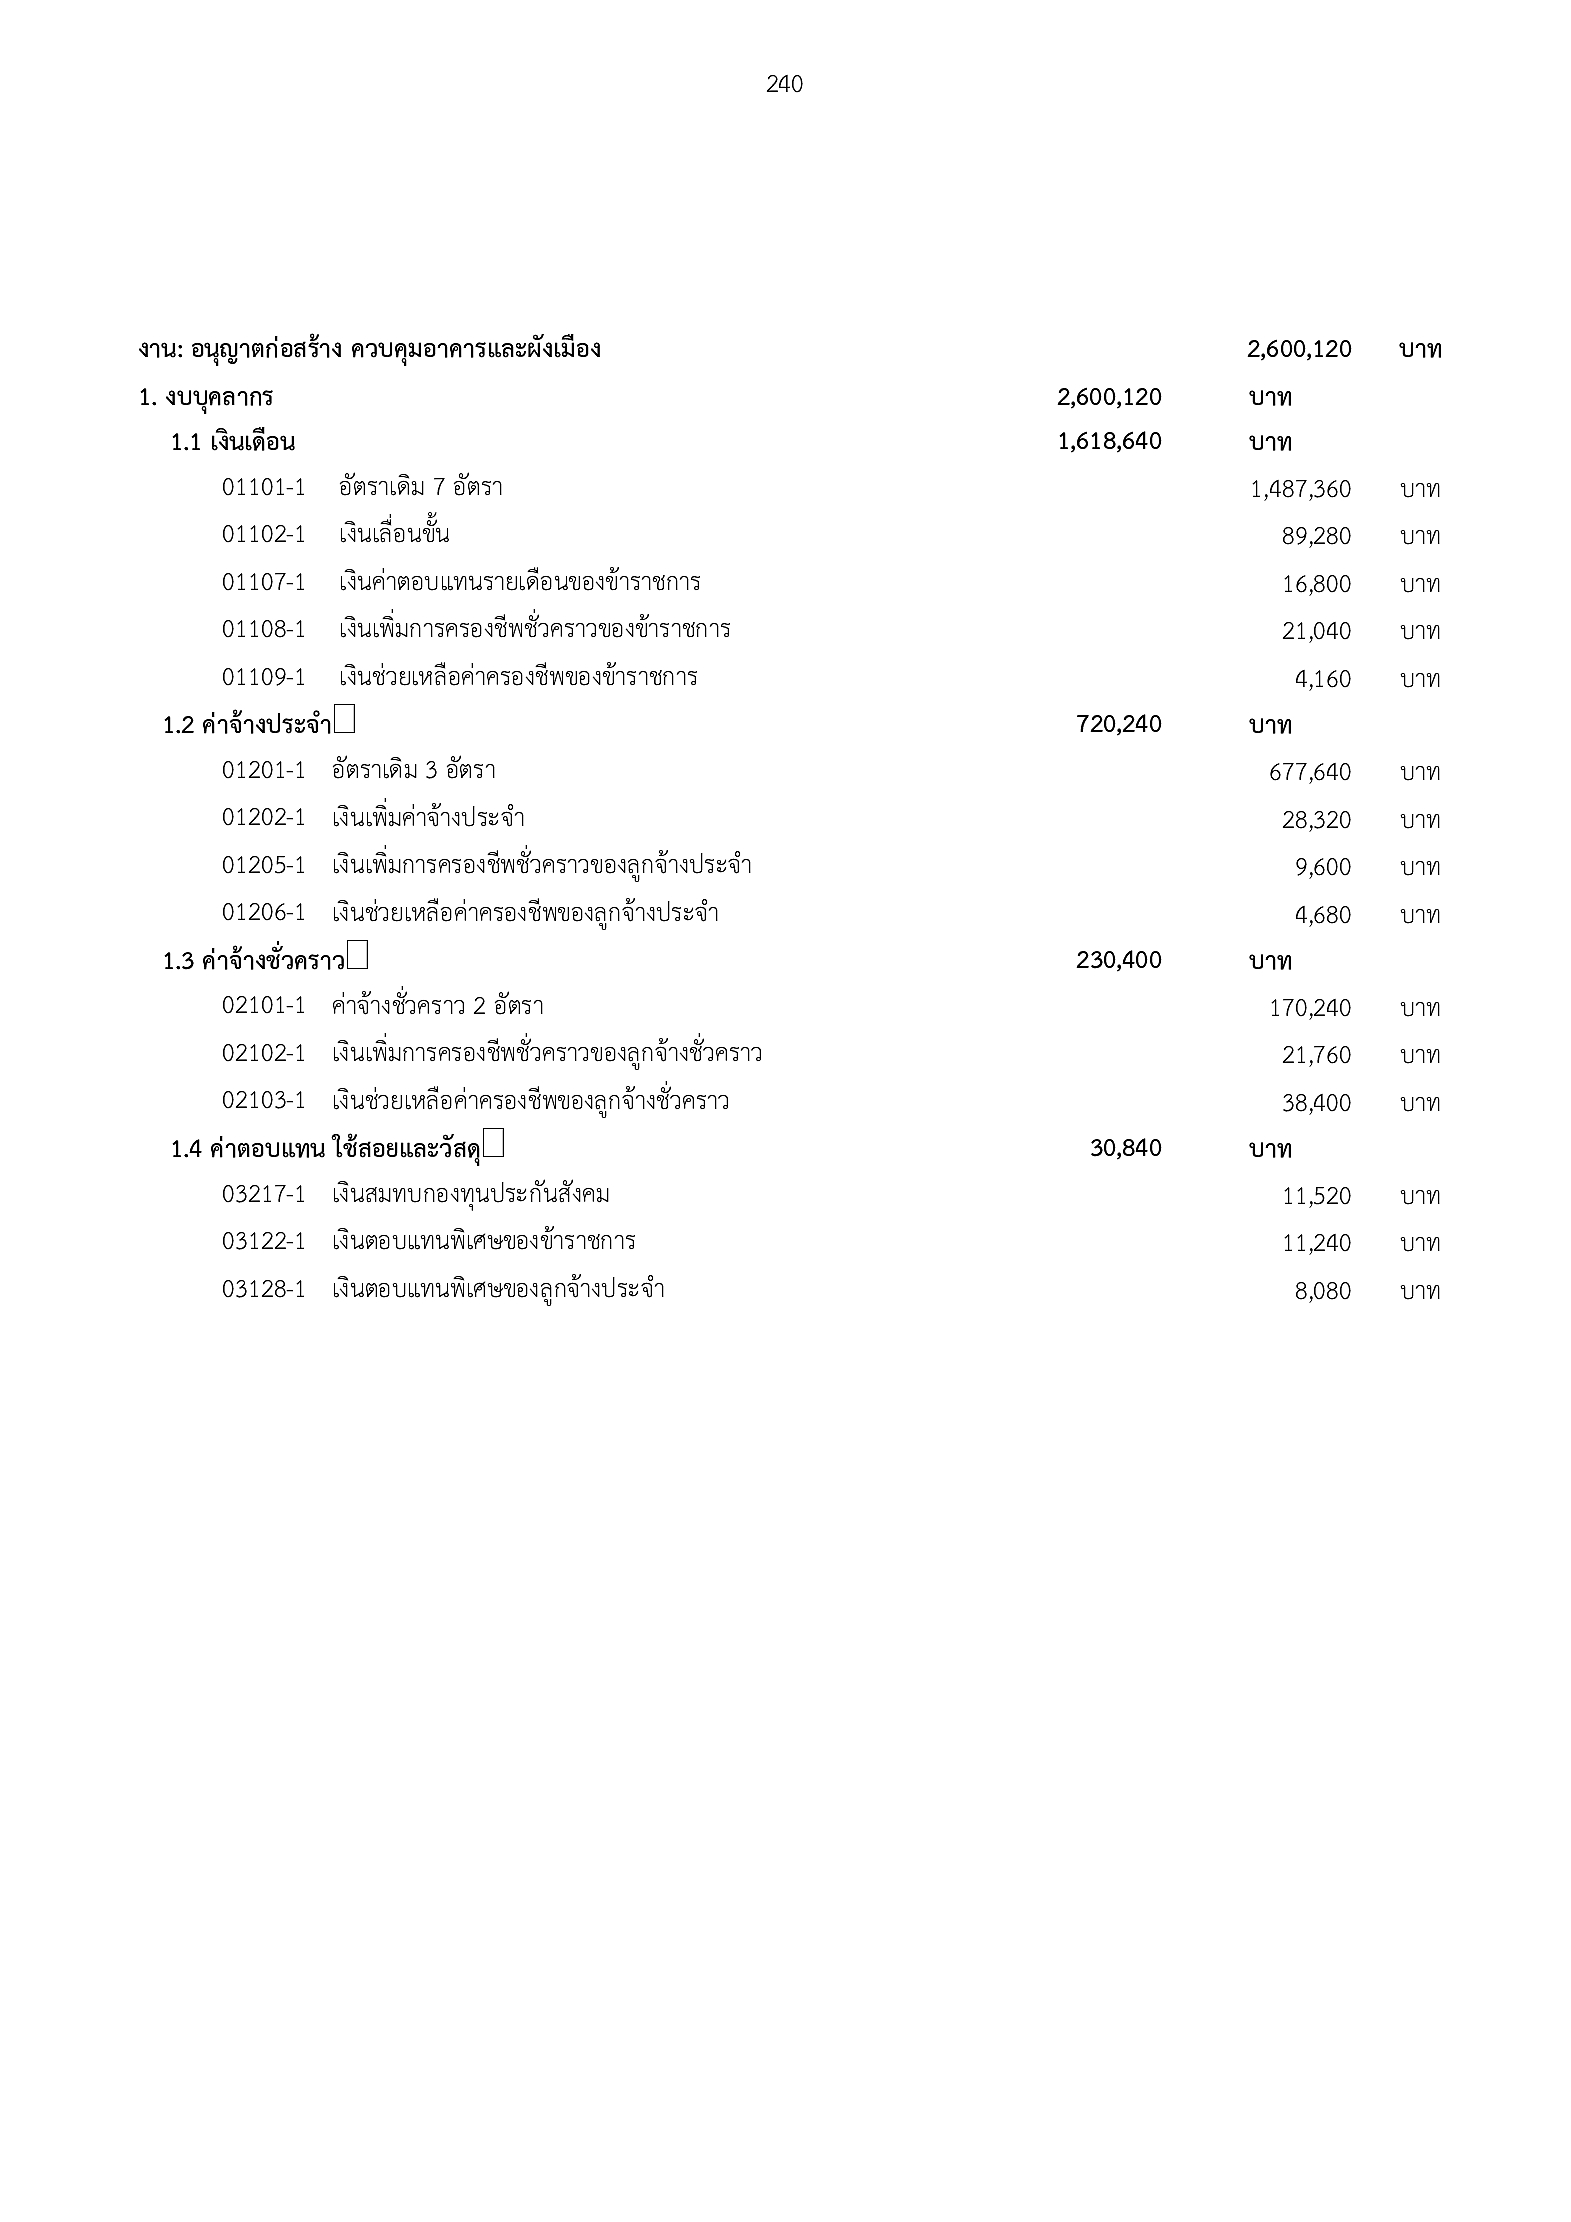 240
งาน: อนุญาตก่อสร้าง ควบคุมอาคารและผังเมือง 2,600,120 บาท
1. งบบุคลากร 2,600,120 บาท
1.1 เงินเดือน 1,618,640 บาท
01101-1 อัตราเดิม 7 อัตรา 1,487,360 บาท
01102-1 เงินเลื่อนขั้น 89,280 บาท
01107-1 เงินค่าตอบแทนรายเดือนของข้าราชการ 16,800 บาท
01108-1 เงินเพิ่มการครองชีพชั่วคราวของข้าราชการ 21,040 บาท
01109-1 เงินช่วยเหลือค่าครองชีพของข้าราชการ 4,160 บาท
1.2 ค่าจ้างประจำ 720,240 บาท
01201-1 อัตราเดิม 3 อัตรา 677,640 บาท
01202-1 เงินเพิ่มค่าจ้างประจำ 28,320 บาท
01205-1 เงินเพิ่มการครองชีพชั่วคราวของลูกจ้างประจำ 9,600 บาท
01206-1 เงินช่วยเหลือค่าครองชีพของลูกจ้างประจำ 4,680 บาท
1.3 ค่าจ้างชั่วคราว 230,400 บาท
02101-1 ค่าจ้างชั่วคราว 2 อัตรา 170,240 บาท
02102-1 เงินเพิ่มการครองชีพชั่วคราวของลูกจ้างชั่วคราว 21,760 บาท
02103-1 เงินช่วยเหลือค่าครองชีพของลูกจ้างชั่วคราว 38,400 บาท
1.4 ค่าตอบแทน ใช้สอยและวัสดุ 30,840 บาท
03217-1 เงินสมทบกองทุนประกันสังคม 11,520 บาท
03122-1 เงินตอบแทนพิเศษของข้าราชการ 11,240 บาท
03128-1 เงินตอบแทนพิเศษของลูกจ้างประจำ 8,080 บาท